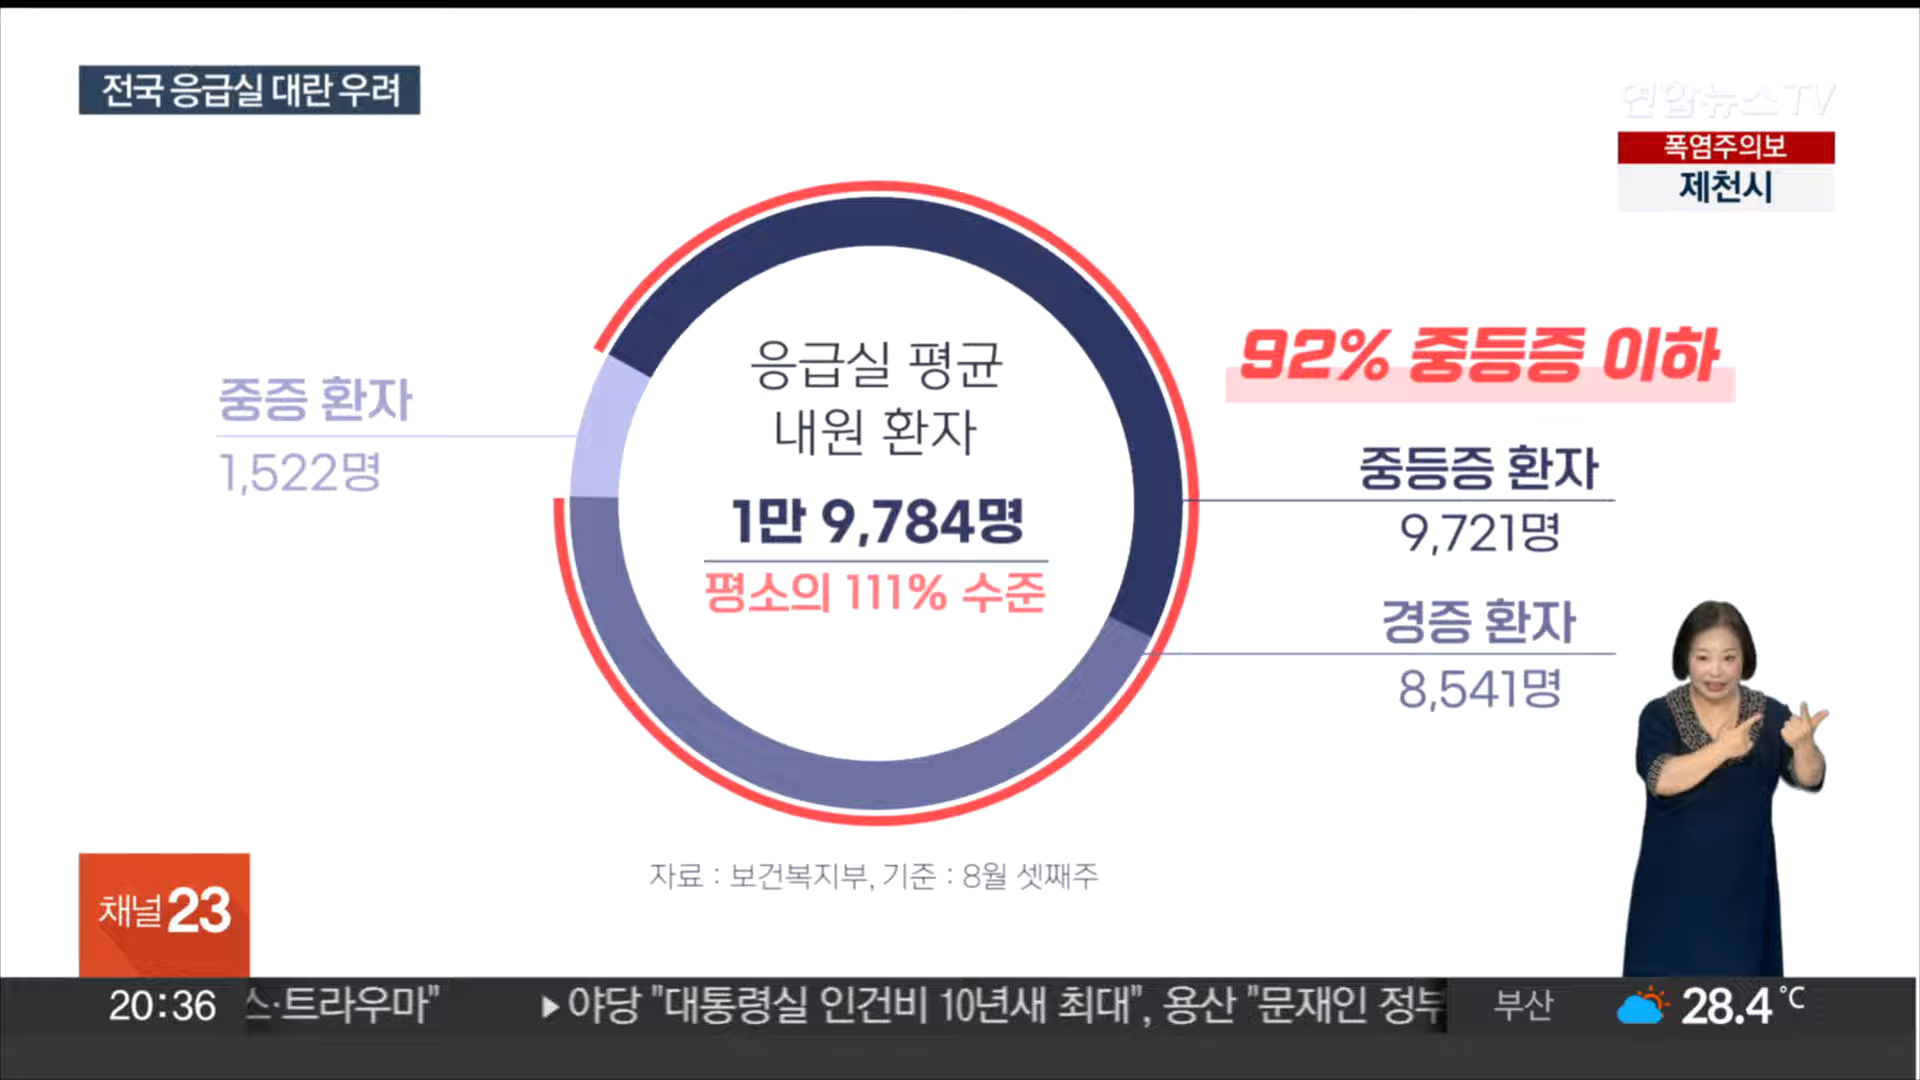 전국 응급실 대란 우려
연합뉴스TV
폭염주의보
제천시
92% 중등증 이하
중증 환자
1,522명
응급실 평균
내원 환자
1만 9,784명
평소의 111% 수준
중등증 환자
9,721명
경증 환자
8,541명
자료 : 보건복지부, 기준 : 8월 셋째주
채널 23
20:36 스·트라우마" ▶야당 "대통령실 인건비 10년새 최대", 용산 "문재인 정부 부산 28.4℃